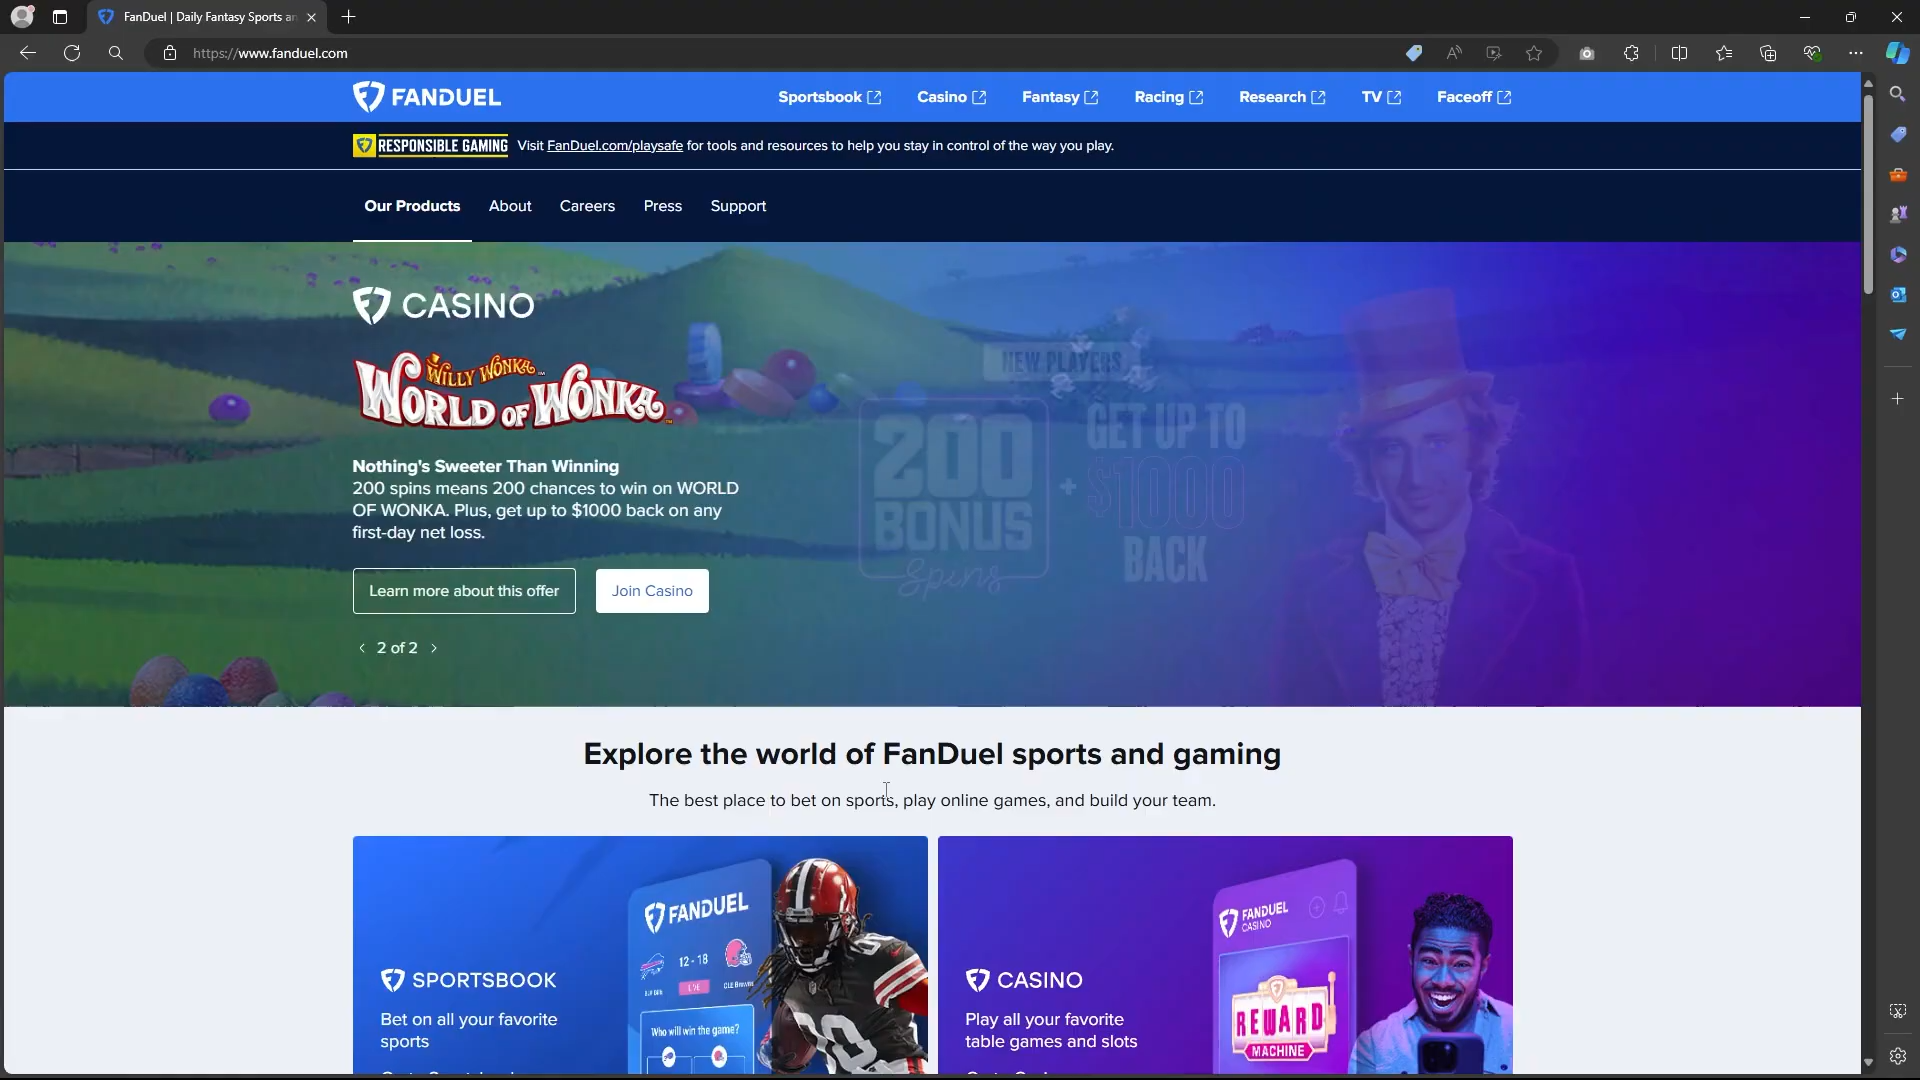 FanDuel | Daily Fantasy Sports an
https://www.fanduel.com
FANDUEL
Sportsbook
Casino
Fantasy
Racing
Research
TV
Faceoff
RESPONSIBLE GAMING Visit FanDuel.com/playsafe for tools and resources to help you stay in control of the way you play.
Our Products
About
Careers
Press
Support
CASINO
WILLY WONKA™
WORLD OF WONKA™
Nothing's Sweeter Than Winning
200 spins means 200 chances to win on WORLD
OF WONKA. Plus, get up to $1000 back on any
first-day net loss.
Learn more about this offer
Join Casino
2 of 2
NEW PLAYERS
200
BONUS
Spins
+
GET UP TO
$1000
BACK
Explore the world of FanDuel sports and gaming
The best place to bet on sports, play online games, and build your team.
SPORTSBOOK
Bet on all your favorite
sports
FANDUEL
12 - 18
LIVE
CLE Browns
Who will win the game?
CASINO
Play all your favorite
table games and slots
FANDUEL
CASINO
REWARD
MACHINE